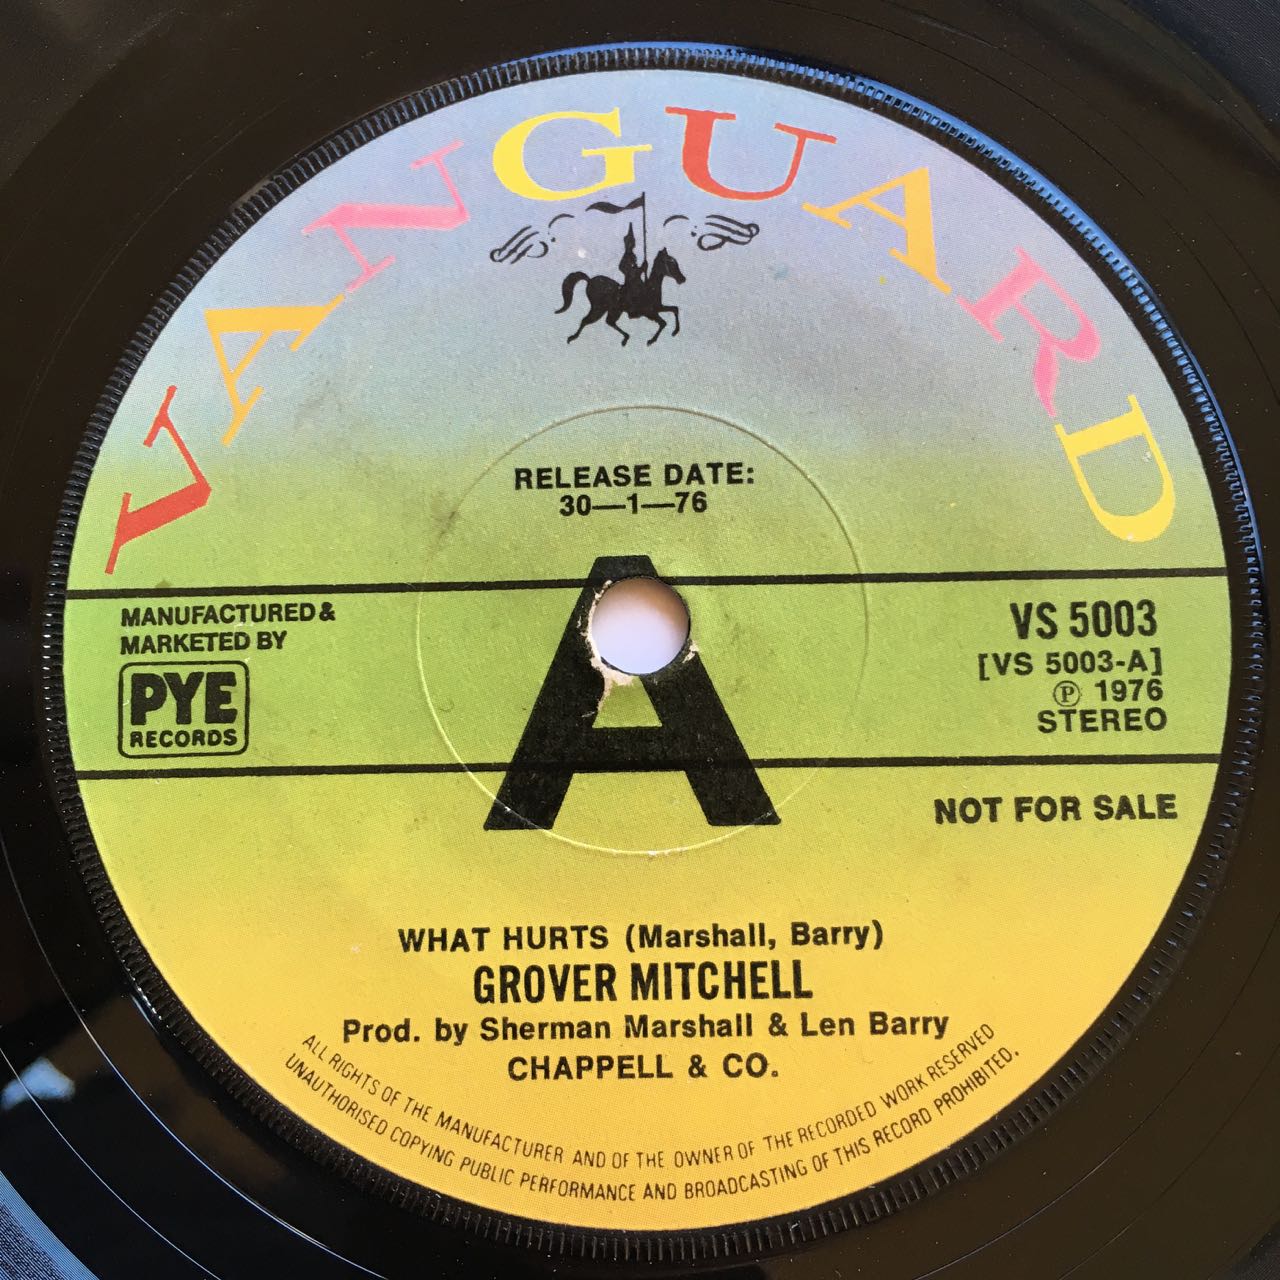 VANGUARD
RELEASE DATE:
30—1—76
A
MANUFACTURED &
MARKETED BY
PYE
RECORDS
VS 5003
[VS 5003-A]
Ⓟ 1976
STEREO
NOT FOR SALE
WHAT HURTS (Marshall, Barry)
GROVER MITCHELL
Prod. by Sherman Marshall & Len Barry
CHAPPELL & CO.
ALL RIGHTS OF THE MANUFACTURER AND OF THE OWNER OF THE RECORDED WORK RESERVED
UNAUTHORISED COPYING PUBLIC PERFORMANCE AND BROADCASTING OF THIS RECORD PROHIBITED.